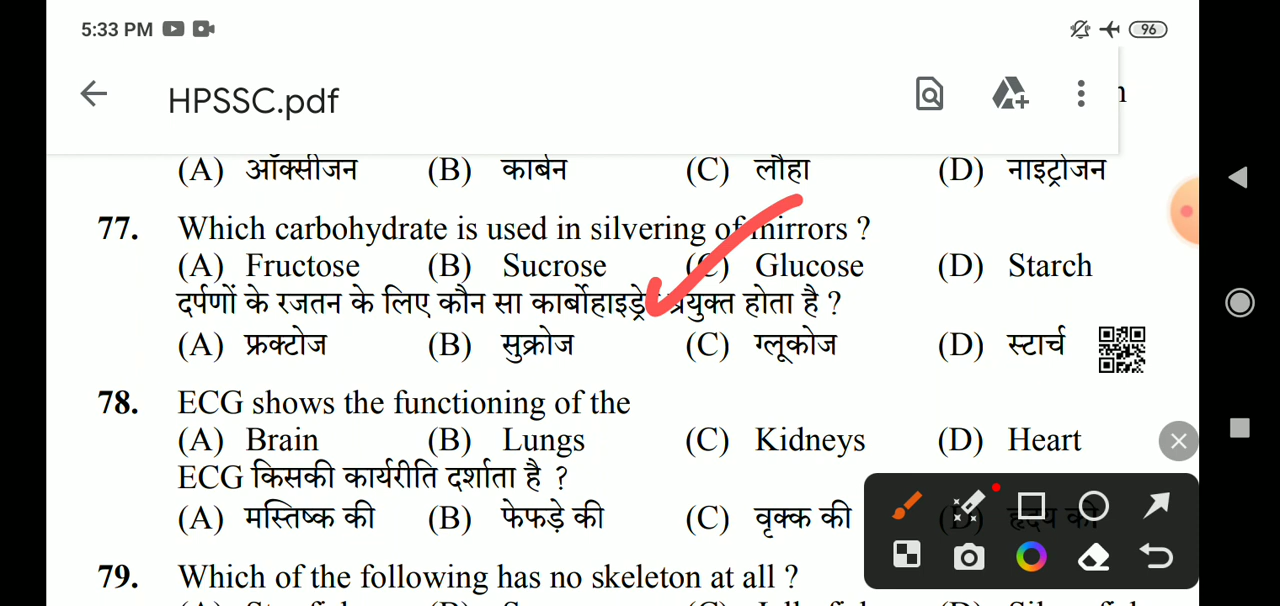 5:33 PM 96
HPSSC.pdf
(A) ऑक्सीजन (B) कार्बन (C) लौहा (D) नाइट्रोजन
77. Which carbohydrate is used in silvering of mirrors ?
(A) Fructose (B) Sucrose (C) Glucose (D) Starch
दर्पणों के रजतन के लिए कौन सा कार्बोहाइड्रेट प्रयुक्त होता है ?
(A) फ्रक्टोज (B) सुक्रोज (C) ग्लूकोज (D) स्टार्च
78. ECG shows the functioning of the
(A) Brain (B) Lungs (C) Kidneys (D) Heart
ECG किसकी कार्यरीति दर्शाता है ?
(A) मस्तिष्क की (B) फेफड़े की (C) वृक्क की (D) हृदय की
79. Which of the following has no skeleton at all ?